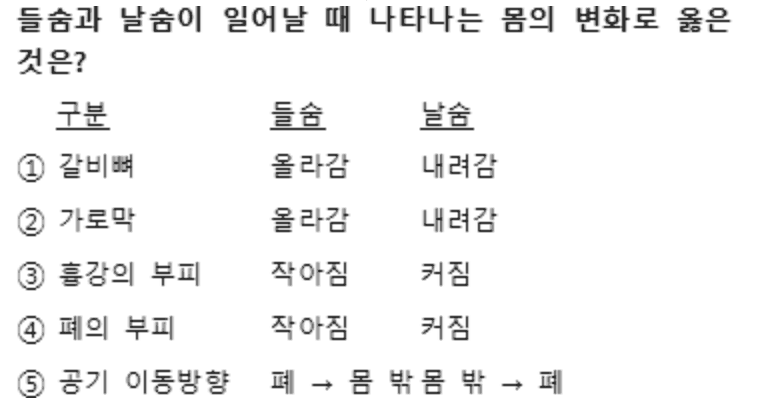 들숨과 날숨이 일어날 때 나타나는 몸의 변화로 옳은
것은?
구분 들숨 날숨
① 갈비뼈 올라감 내려감
② 가로막 올라감 내려감
③ 흉강의 부피 작아짐 커짐
④ 폐의 부피 작아짐 커짐
⑤ 공기 이동방향 폐 → 몸 밖 몸 밖 → 폐